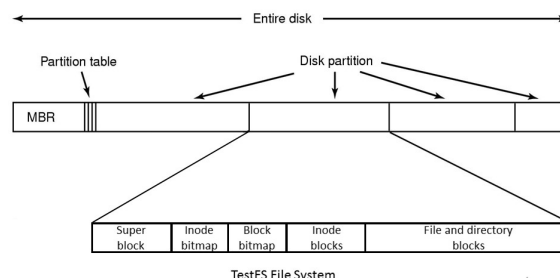 Entire disk
Partition table
Disk partition
MBR
Super block
Inode bitmap
Block bitmap
Inode blocks
File and directory blocks
TestFS File System